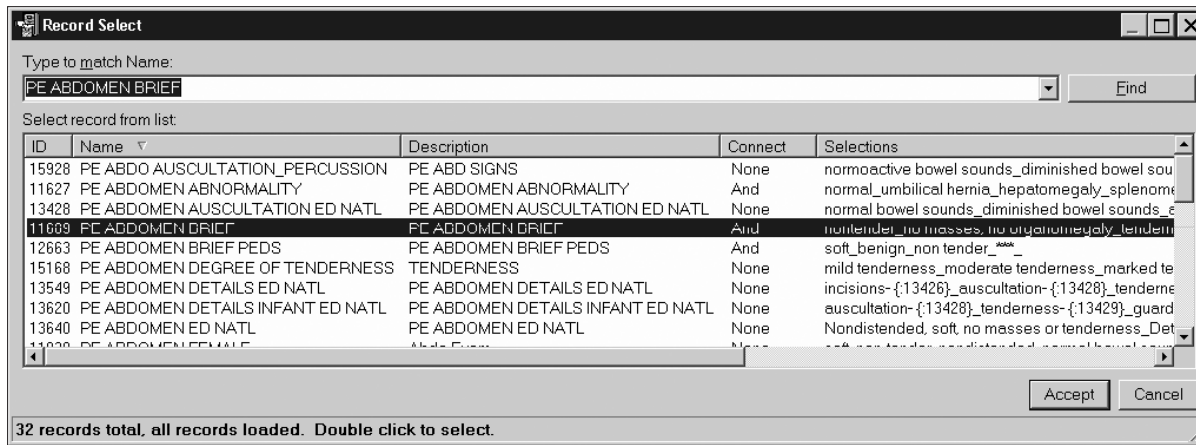 Record Select
Type to match Name:
PE ABDOMEN BRIEF
Find
Select record from list:
ID Name Description Connect Selections
15928 PE ABDO AUSCULTATION_PERCUSSION PE ABD SIGNS None normoactive bowel sounds_diminished bowel sou
11627 PE ABDOMEN ABNORMALITY PE ABDOMEN ABNORMALITY And normal_umbilical hernia_hepatomegaly_splenome
13428 PE ABDOMEN AUSCULTATION ED NATL PE ABDOMEN AUSCULTATION ED NATL None normal bowel sounds_diminished bowel sounds_a
11609 PE ABDOMEN BRIEF PE ABDOMEN BRIEF And nontender_no masses, no organomegaly_tendern
12663 PE ABDOMEN BRIEF PEDS PE ABDOMEN BRIEF PEDS And soft_benign_non tender_***_
15168 PE ABDOMEN DEGREE OF TENDERNESS TENDERNESS None mild tenderness_moderate tenderness_marked te
13549 PE ABDOMEN DETAILS ED NATL PE ABDOMEN DETAILS ED NATL None incisions-{:13426}_auscultation-{:13428}_tenderne
13620 PE ABDOMEN DETAILS INFANT ED NATL PE ABDOMEN DETAILS INFANT ED NATL None auscultation-{:13428}_tenderness-{:13429}_guard
13640 PE ABDOMEN ED NATL PE ABDOMEN ED NATL None Nondistended, soft, no masses or tenderness_Det
PE ABDOMEN FEMALE Abdo Exam None
Accept Cancel
32 records total, all records loaded. Double click to select.